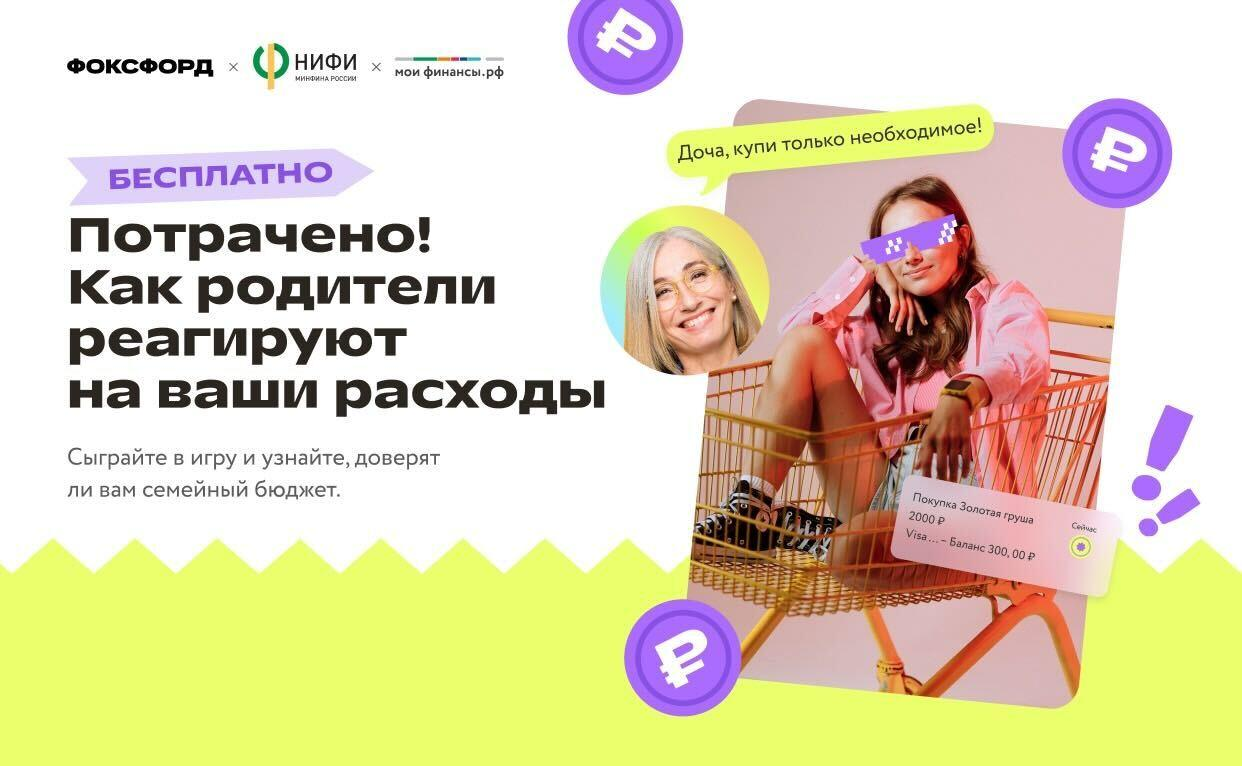 ФОКСФОРД × НИФИ × мои финансы.рф
МИНФИНА РОССИИ
БЕСПЛАТНО
Потрачено!
Как родители
реагируют
на ваши расходы
Сыграйте в игру и узнайте, доверят
ли вам семейный бюджет.
Доча, купи только необходимое!
Покупка Золотая груша
2000 ₽
Visa ... – Баланс 300, 00 ₽
Сейчас